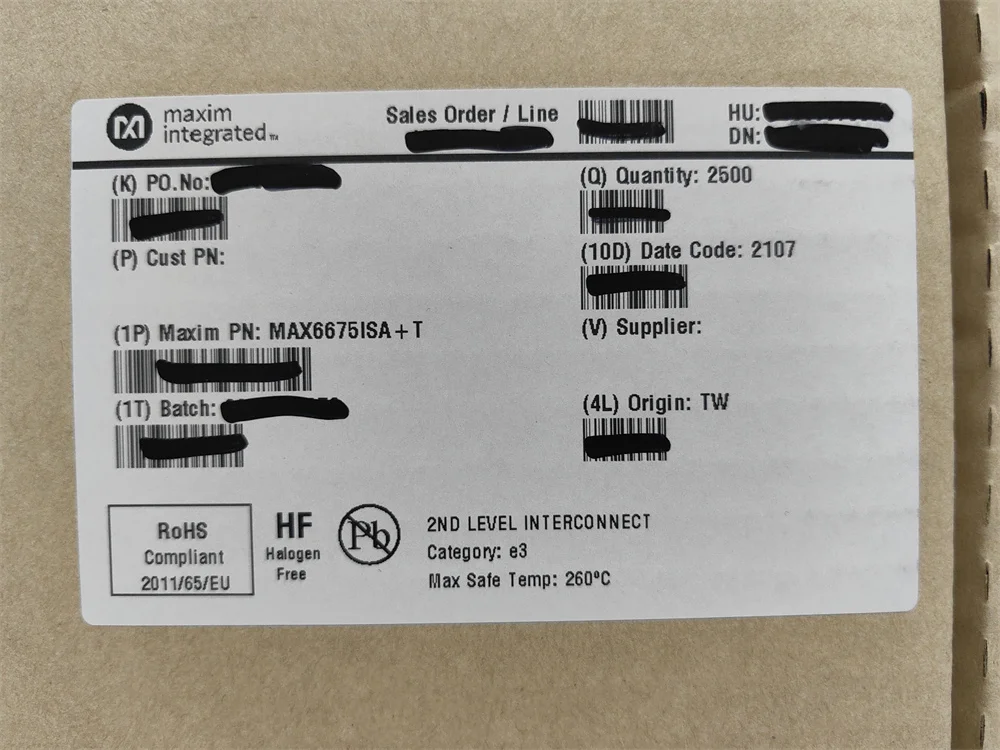 maxim
integrated™
Sales Order / Line
HU:
DN:
(K) PO.No:
(Q) Quantity: 2500
(P) Cust PN:
(10D) Date Code: 2107
(1P) Maxim PN: MAX6675ISA+T
(V) Supplier:
(1T) Batch:
(4L) Origin: TW
RoHS
Compliant
2011/65/EU
HF
Halogen
Free
Pb
2ND LEVEL INTERCONNECT
Category: e3
Max Safe Temp: 260ºC